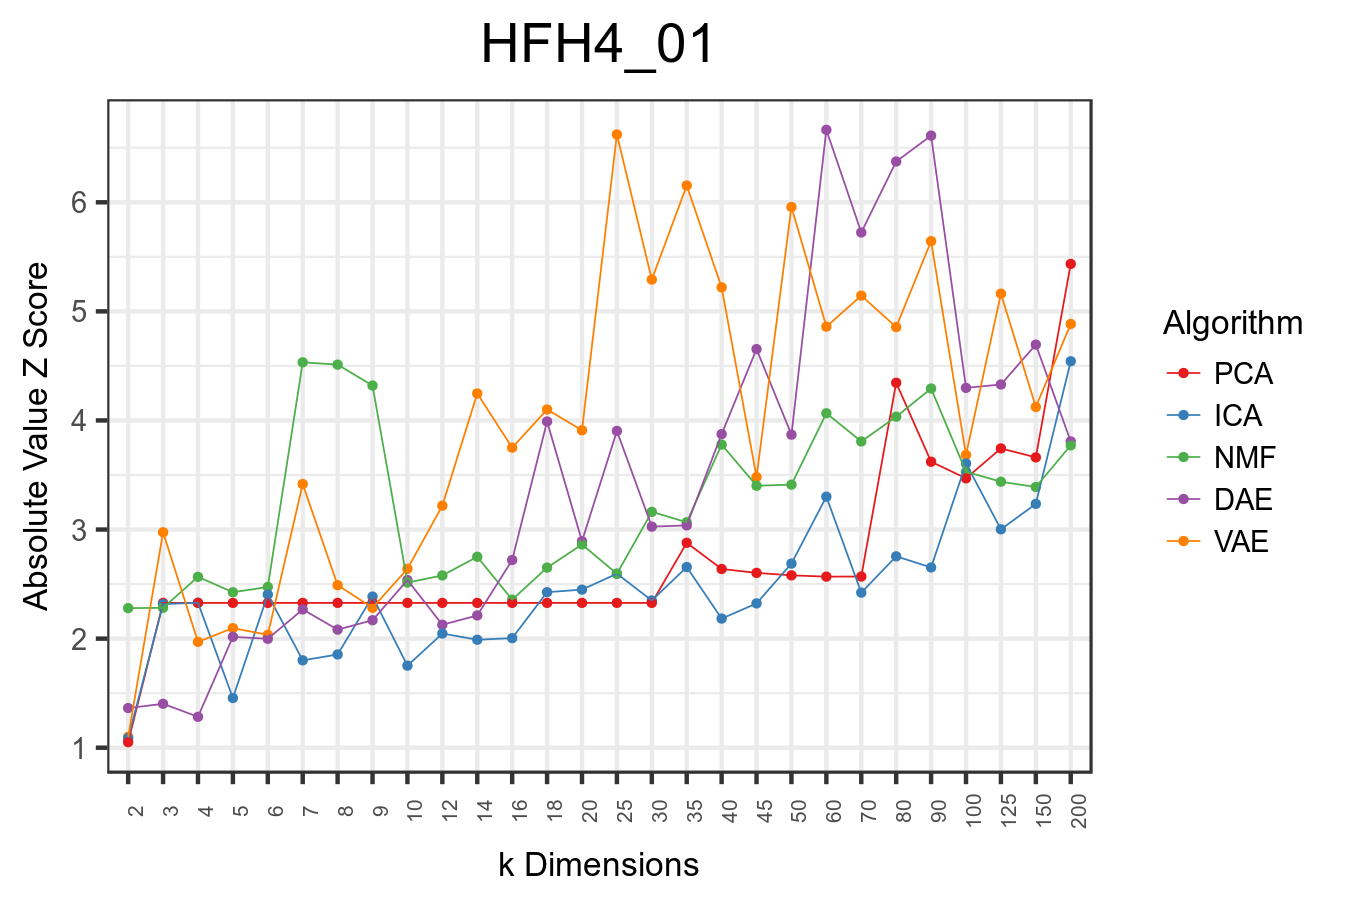 HFH4_01
Absolute Value Z Score
6
5
4
3
2
1
2 3 4 5 6 7 8 9 10 12 14 16 18 20 25 30 35 40 45 50 60 70 80 90 100 125 150 200
k Dimensions
Algorithm
PCA
ICA
NMF
DAE
VAE